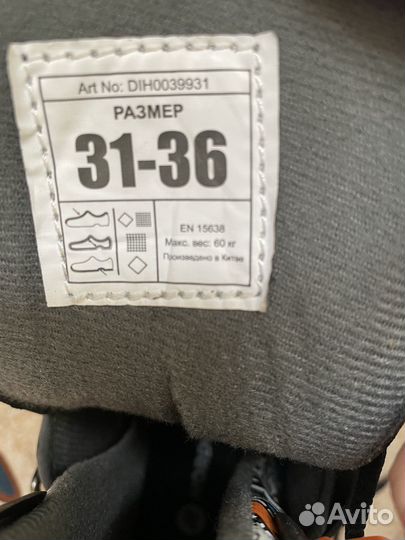 Art No: DIH0039931
РАЗМЕР
31-36
EN 15638
Макс. вес: 60 кг
Произведено в Китае
Avito